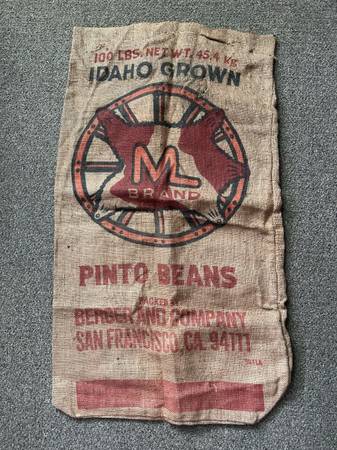 100 LBS. NET WT. 45.4 KG
IDAHO GROWN
ML
BRAND
PINTO BEANS
PACKED BY
BERGER AND COMPANY
SAN FRANCISCO, CA. 94111